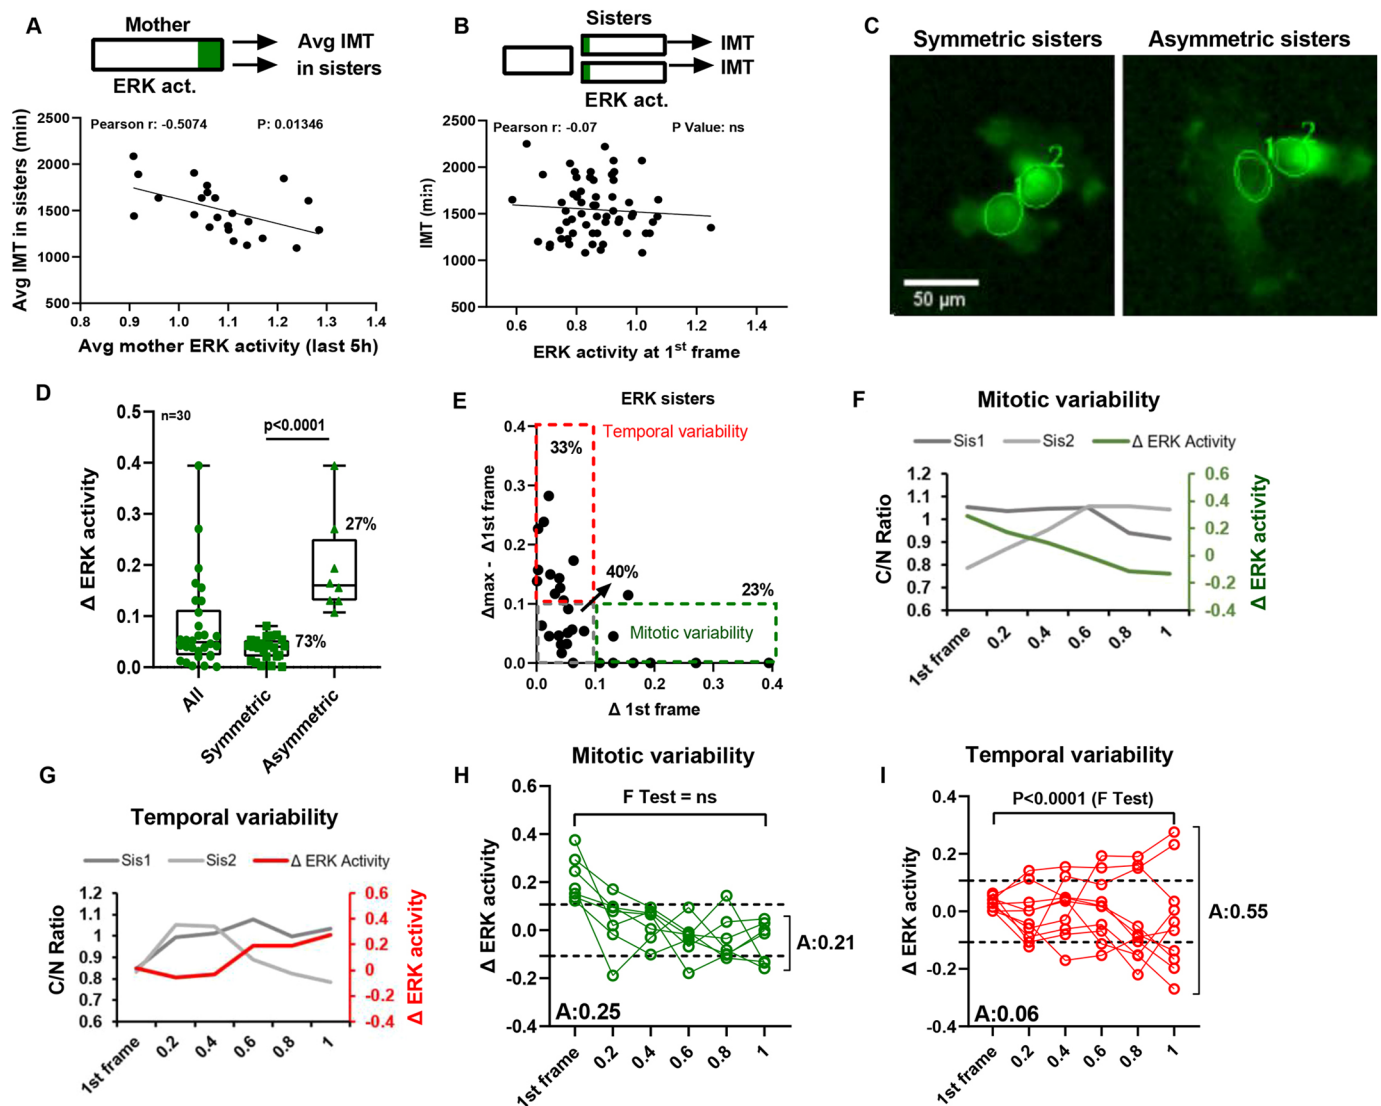 A
Mother
Avg IMT
in sisters
ERK act.
Pearson r: -0.5074
P: 0.01346
Avg IMT in sisters (min)
2500
2000
1500
1000
500
0.8 0.9 1.0 1.1 1.2 1.3 1.4
Avg mother ERK activity (last 5h)
B
Sisters
IMT
IMT
ERK act.
Pearson r: -0.07
P Value: ns
IMT (min)
2500
2000
1500
1000
500
0.6 0.8 1.0 1.2 1.4
ERK activity at 1st frame
C
Symmetric sisters
Asymmetric sisters
1
2
1
2
50 µm
D
n=30
p<0.0001
27%
73%
Δ ERK activity
0.5
0.4
0.3
0.2
0.1
0.0
All
Symmetric
Asymmetric
E
ERK sisters
Temporal variability
33%
40%
23%
Mitotic variability
Δmax - Δ1st frame
0.4
0.3
0.2
0.1
0.0
0.0 0.1 0.2 0.3 0.4
Δ 1st frame
F
Mitotic variability
Sis1 Sis2 Δ ERK Activity
C/N Ratio
1.2
1.1
1
0.9
0.8
0.7
0.6
0.6
0.4
0.2
0
-0.2
-0.4
Δ ERK activity
1st frame 0.2 0.4 0.6 0.8 1
G
Temporal variability
Sis1 Sis2 Δ ERK Activity
C/N Ratio
1.2
1.1
1
0.9
0.8
0.7
0.6
0.6
0.4
0.2
0
-0.2
-0.4
Δ ERK activity
1st frame 0.2 0.4 0.6 0.8 1
H
Mitotic variability
F Test = ns
Δ ERK activity
0.6
0.4
0.2
0.0
-0.2
-0.4
A:0.21
A:0.25
1st frame 0.2 0.4 0.6 0.8 1
I
Temporal variability
P<0.0001 (F Test)
Δ ERK activity
0.4
0.2
0.0
-0.2
-0.4
A:0.55
A:0.06
1st frame 0.2 0.4 0.6 0.8 1